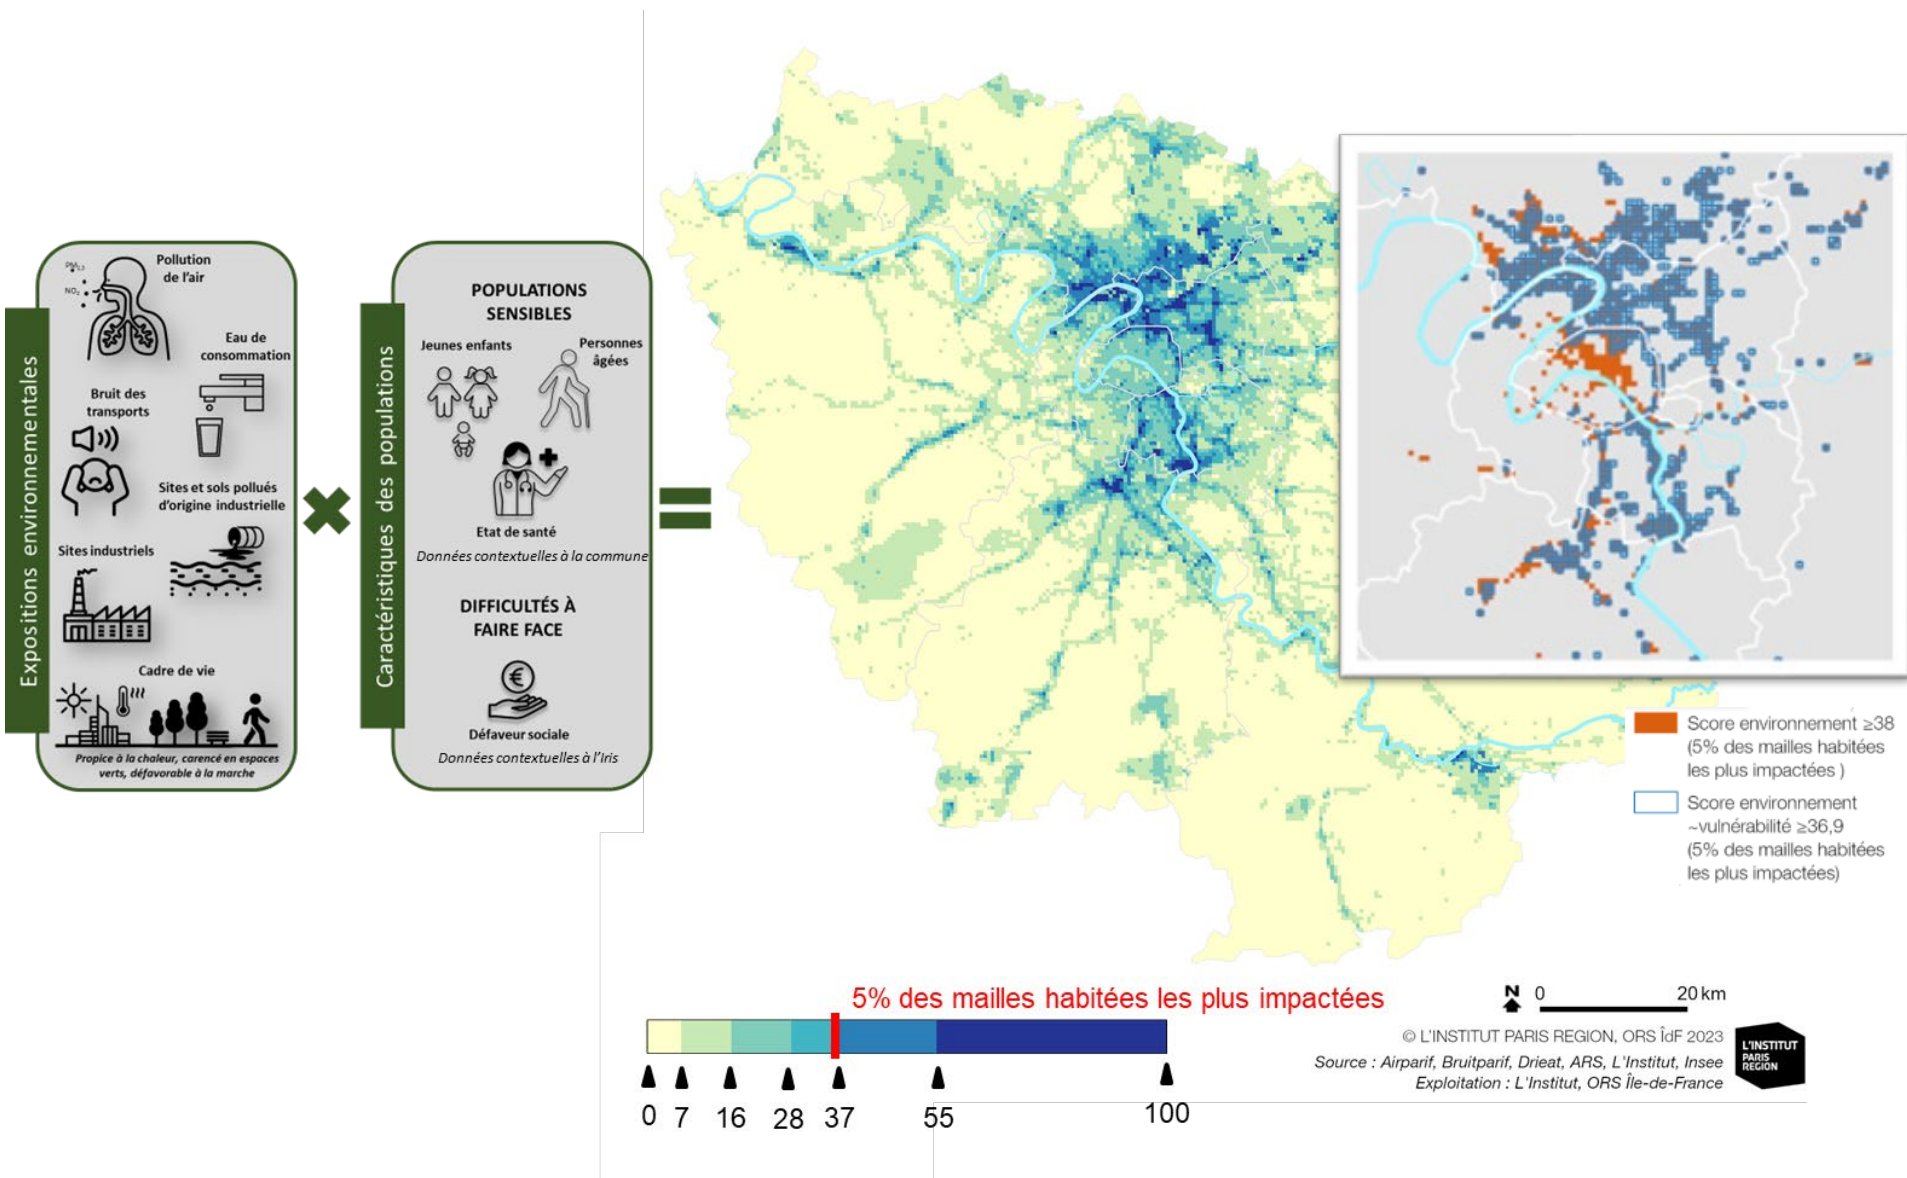 Expositions environnementales
Pollution
de l'air
NO₂
Eau de
consommation
Bruit des
transports
Sites et sols pollués
d'origine industrielle
Sites industriels
Cadre de vie
Propice à la chaleur, carencé en espaces
verts, défavorable à la marche
Caractéristiques des populations
POPULATIONS
SENSIBLES
Jeunes enfants
Personnes
âgées
Etat de santé
Données contextuelles à la commune
DIFFICULTÉS À
FAIRE FACE
€
Défaveur sociale
Données contextuelles à l'Iris
Score environnement ≥38
(5% des mailles habitées
les plus impactées )
Score environnement
~vulnérabilité ≥36,9
(5% des mailles habitées
les plus impactées)
5% des mailles habitées les plus impactées
0 7 16 28 37 55 100
N 0 20 km
© L'INSTITUT PARIS REGION, ORS ÎdF 2023
Source : Airparif, Bruitparif, Drieat, ARS, L'Institut, Insee
Exploitation : L'Institut, ORS Île-de-France
L'INSTITUT
PARIS
REGION